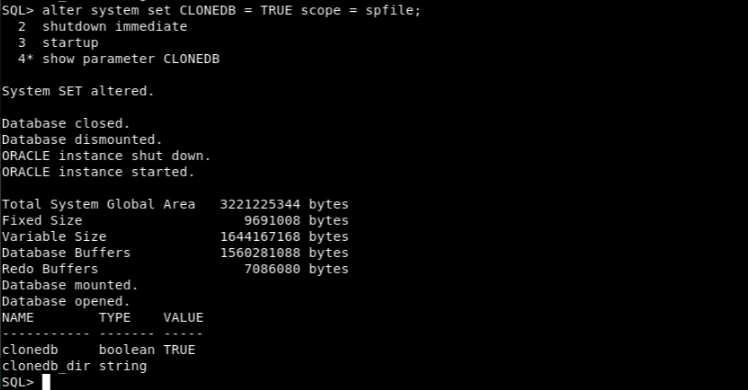 SQL> alter system set CLONEDB = TRUE scope = spfile;
  2  shutdown immediate
  3  startup
  4* show parameter CLONEDB

System SET altered.

Database closed.
Database dismounted.
ORACLE instance shut down.
ORACLE instance started.

Total System Global Area   3221225344 bytes
Fixed Size                    9691008 bytes
Variable Size              1644167168 bytes
Database Buffers           1560281088 bytes
Redo Buffers                  7086080 bytes
Database mounted.
Database opened.
NAME        TYPE    VALUE
----------- ------- -----
clonedb     boolean TRUE
clonedb_dir string
SQL>